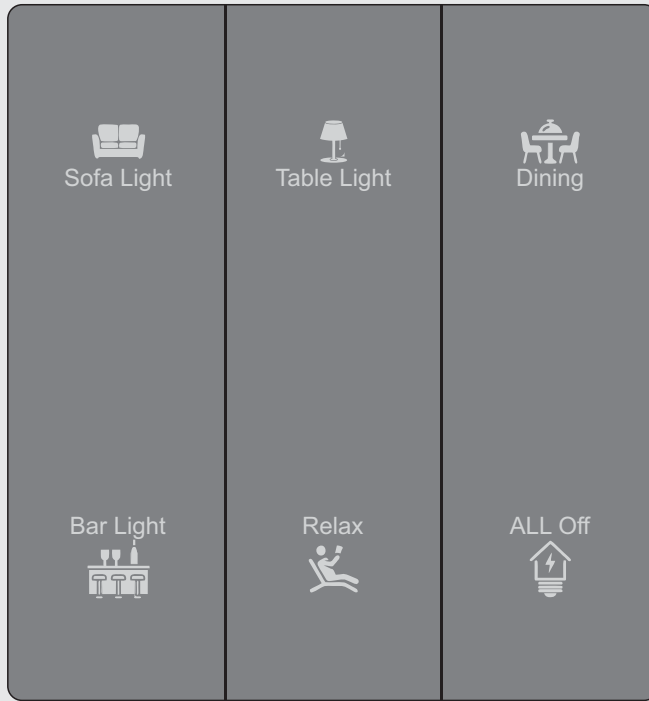 Sofa Light
Table Light
Dining
Bar Light
Relax
ALL Off